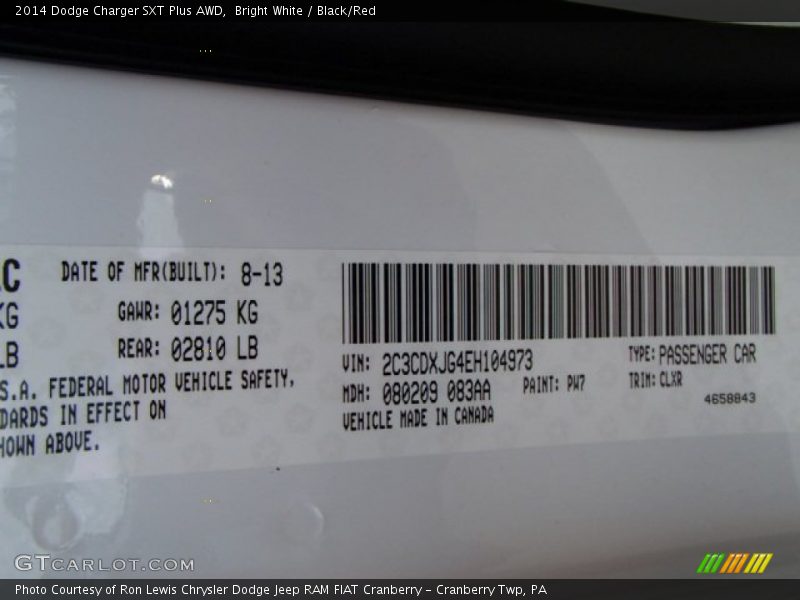 2014 Dodge Charger SXT Plus AWD,  Bright White / Black/Red
DATE OF MFR(BUILT): 8-13
GAWR: 01275 KG
KG
REAR: 02810 LB
LB
S.A. FEDERAL MOTOR VEHICLE SAFETY,
DARDS IN EFFECT ON
HOWN ABOVE.
VIN: 2C3CDXJG4EH104973
TYPE: PASSENGER CAR
MDH: 080209 083AA
PAINT: PW7
TRIM: CLXR
VEHICLE MADE IN CANADA
4658843
GTCARLOT.COM
Photo Courtesy of Ron Lewis Chrysler Dodge Jeep RAM FIAT Cranberry – Cranberry Twp, PA